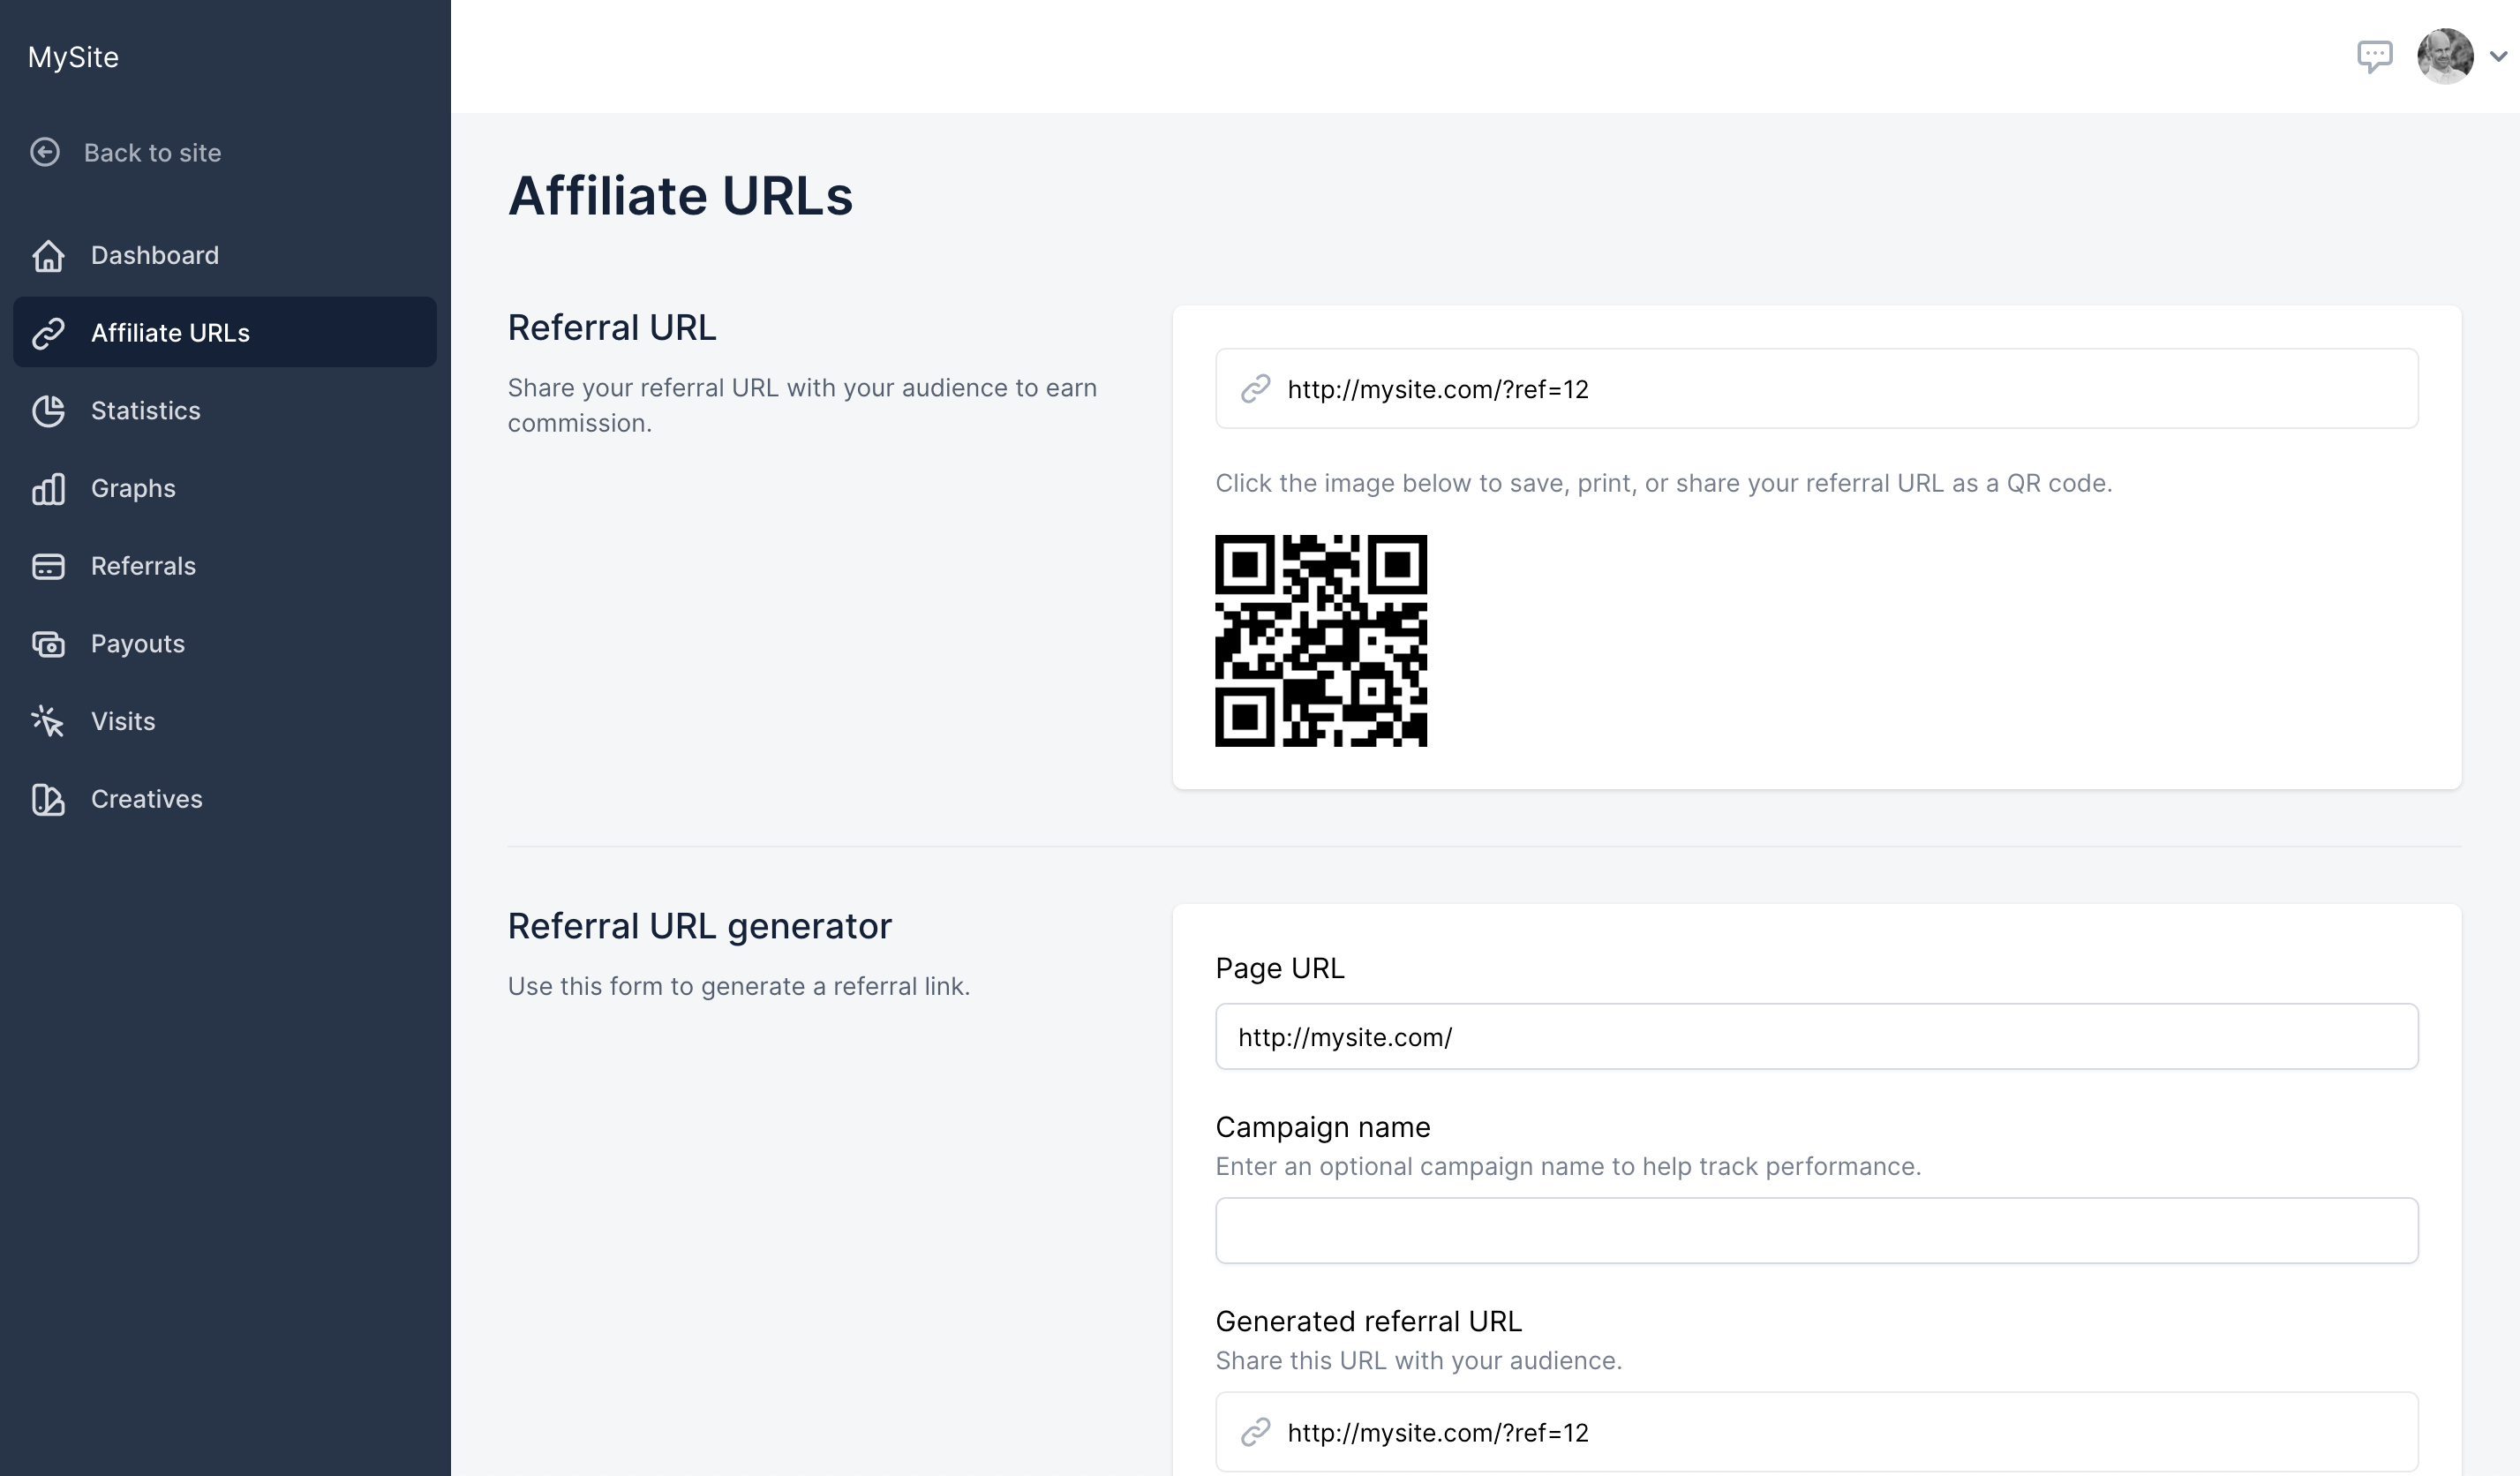 MySite
Back to site
Dashboard
Affiliate URLs
Statistics
Graphs
Referrals
Payouts
Visits
Creatives
Affiliate URLs
Referral URL
Share your referral URL with your audience to earn
commission.
http://mysite.com/?ref=12
Click the image below to save, print, or share your referral URL as a QR code.
Referral URL generator
Use this form to generate a referral link.
Page URL
http://mysite.com/
Campaign name
Enter an optional campaign name to help track performance.
Generated referral URL
Share this URL with your audience.
http://mysite.com/?ref=12